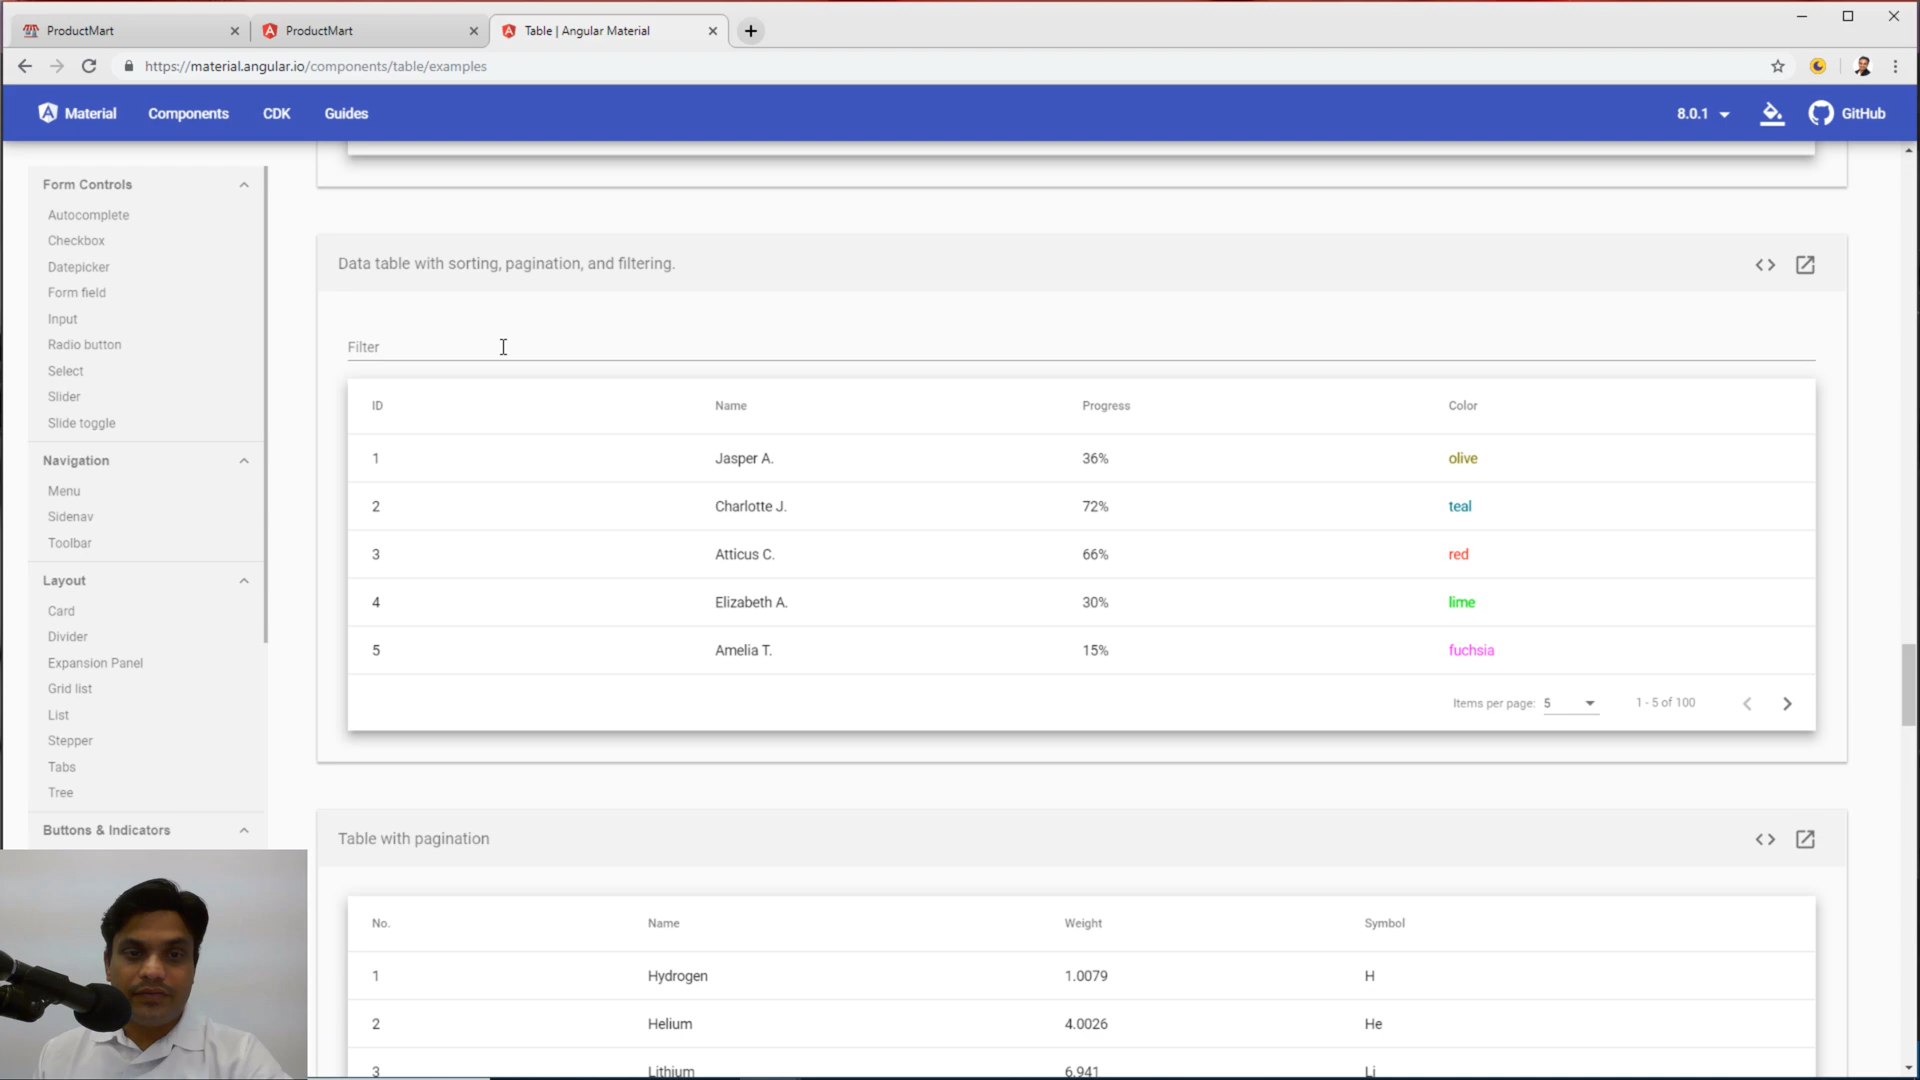 ProductMart
ProductMart
Table | Angular Material
https://material.angular.io/components/table/examples
Material Components CDK Guides 8.0.1 GitHub
Form Controls
Autocomplete
Checkbox
Datepicker
Form field
Input
Radio button
Select
Slider
Slide toggle
Navigation
Menu
Sidenav
Toolbar
Layout
Card
Divider
Expansion Panel
Grid list
List
Stepper
Tabs
Tree
Buttons & Indicators
Data table with sorting, pagination, and filtering.
Filter
ID Name Progress Color
1 Jasper A. 36% olive
2 Charlotte J. 72% teal
3 Atticus C. 66% red
4 Elizabeth A. 30% lime
5 Amelia T. 15% fuchsia
Items per page: 5 1 - 5 of 100
Table with pagination
No. Name Weight Symbol
1 Hydrogen 1.0079 H
2 Helium 4.0026 He
3 Lithium 6.941 Li